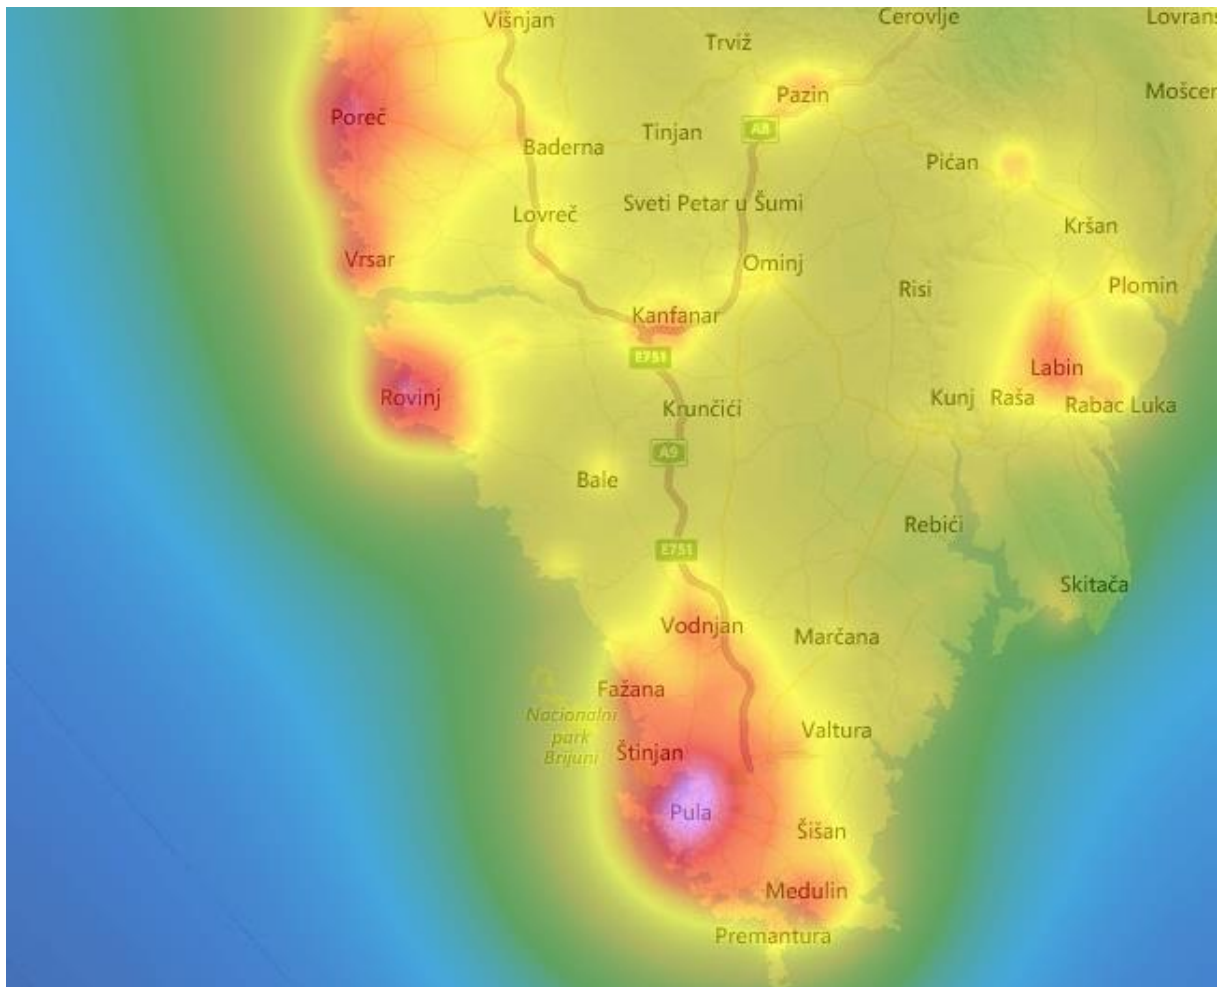 Višnjan
Cerovlje
Lovrans
Trviž
Mošcen
Pazin
Poreč
A8
Tinjan
Baderna
Pićan
Sveti Petar u Šumi
Lovreč
Kršan
Vrsar
Ominj
Risi
Plomin
Kanfanar
E751
Labin
Rovinj
Krunčići
Kunj
Raša
Rabac Luka
A9
Bale
Rebići
E751
Skitača
Vodnjan
Marčana
Fažana
Nacionalni
park
Brijuni
Valtura
Štinjan
Pula
Šišan
Medulin
Premantura